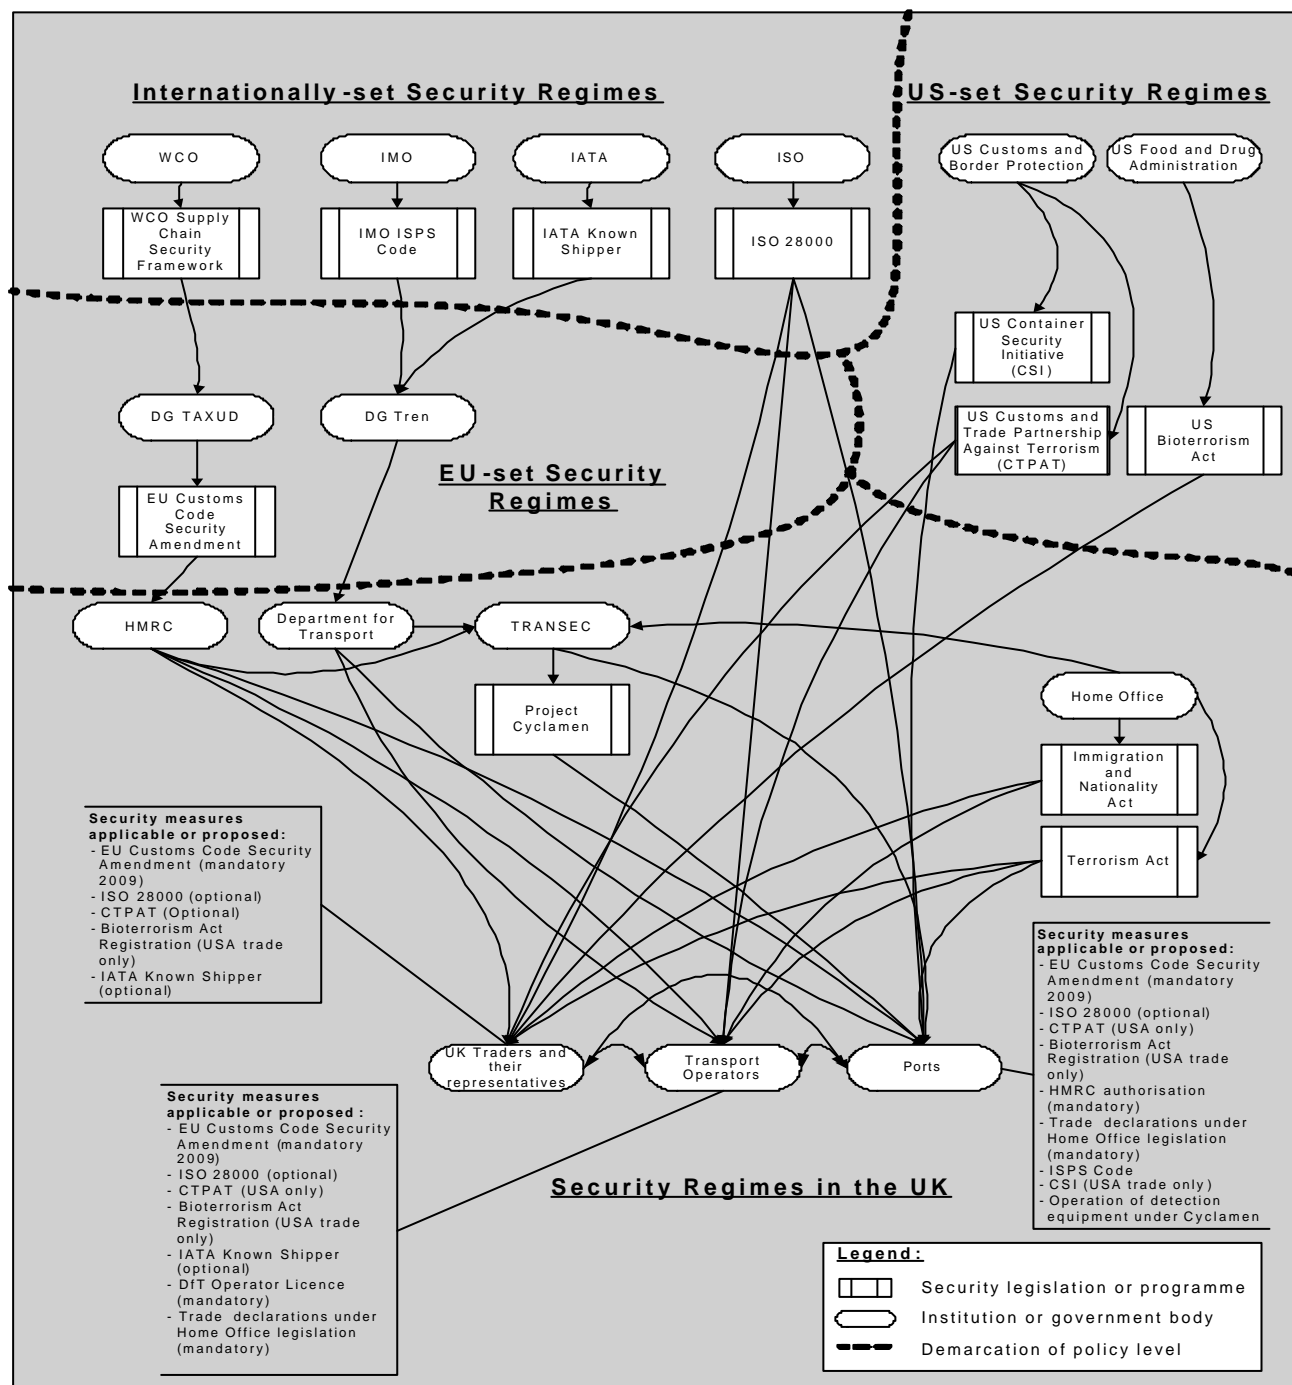 Internationally-set Security Regimes
US-set Security Regimes
WCO
IMO
IATA
ISO
US Customs and
Border Protection
US Food and Drug
Administration
WCO Supply
Chain
Security
Framework
IMO ISPS
Code
IATA Known
Shipper
ISO 28000
US Container
Security
Initiative
(CSI)
DG TAXUD
DG Tren
US Customs and
Trade Partnership
Against Terrorism
(CTPAT)
US
Bioterrorism
Act
EU-set Security
Regimes
EU Customs
Code
Security
Amendment
HMRC
Department for
Transport
TRANSEC
Home Office
Project
Cyclamen
Immigration
and
Nationality
Act
Terrorism Act
Security measures
applicable or proposed:
- EU Customs Code Security
Amendment (mandatory
2009)
- ISO 28000 (optional)
- CTPAT (Optional)
- Bioterrorism Act
Registration (USA trade
only)
- IATA Known Shipper
(optional)
Security measures
applicable or proposed:
- EU Customs Code Security
Amendment (mandatory
2009)
- ISO 28000 (optional)
- CTPAT (USA only)
- Bioterrorism Act
Registration (USA trade
only)
- HMRC authorisation
(mandatory)
- Trade declarations under
Home Office legislation
(mandatory)
- ISPS Code
- CSI (USA trade only)
- Operation of detection
equipment under Cyclamen
UK Traders and
their
representatives
Transport
Operators
Ports
Security measures
applicable or proposed :
- EU Customs Code Security
Amendment (mandatory
2009)
- ISO 28000 (optional)
- CTPAT (USA only)
- Bioterrorism Act
Registration (USA trade
only)
- IATA Known Shipper
(optional)
- DfT Operator Licence
(mandatory)
- Trade declarations under
Home Office legislation
(mandatory)
Security Regimes in the UK
Legend:
Security legislation or programme
Institution or government body
Demarcation of policy level